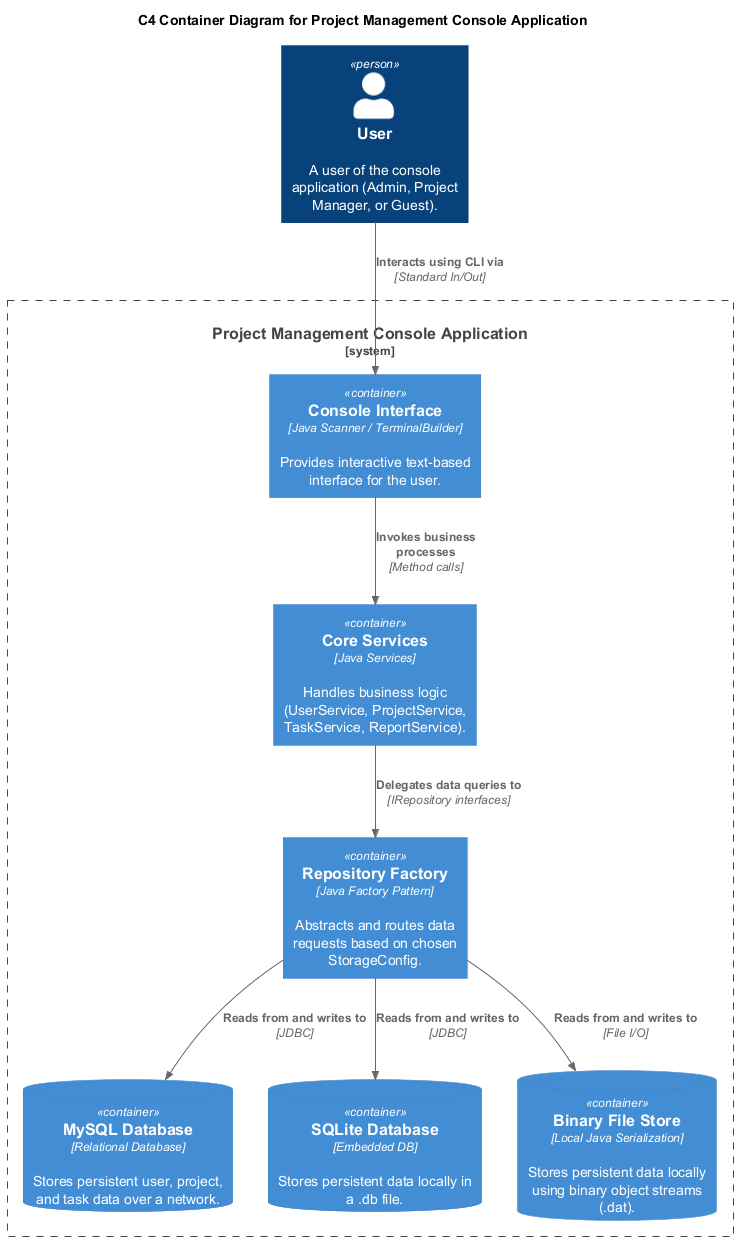 C4 Container Diagram for Project Management Console Application
«person»
User
A user of the console
application (Admin, Project
Manager, or Guest).
Interacts using CLI via
[Standard In/Out]
Project Management Console Application
[system]
«container»
Console Interface
[Java Scanner / TerminalBuilder]
Provides interactive text-based
interface for the user.
Invokes business
processes
[Method calls]
«container»
Core Services
[Java Services]
Handles business logic
(UserService, ProjectService,
TaskService, ReportService).
Delegates data queries to
[IRepository interfaces]
«container»
Repository Factory
[Java Factory Pattern]
Abstracts and routes data
requests based on chosen
StorageConfig.
Reads from and writes to
[JDBC]
Reads from and writes to
[JDBC]
Reads from and writes to
[File I/O]
«container»
MySQL Database
[Relational Database]
Stores persistent user, project,
and task data over a network.
«container»
SQLite Database
[Embedded DB]
Stores persistent data locally in
a .db file.
«container»
Binary File Store
[Local Java Serialization]
Stores persistent data locally
using binary object streams
(.dat).